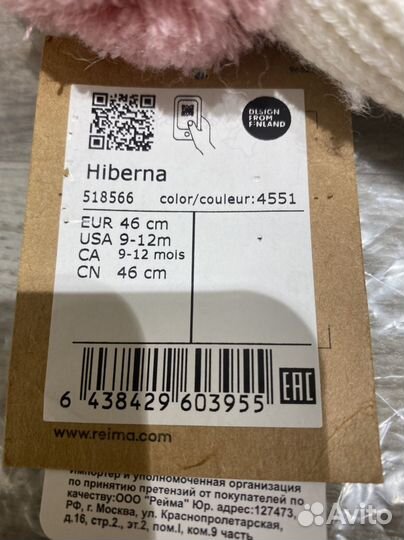 DESIGN
FROM
FINLAND
Hiberna
518566 color/couleur:4551
EUR 46 cm
USA 9-12m
CA 9-12 mois
CN 46 cm
6 438429 603955
EAC
www.reima.com
Импортер и уполномоченная организация
по принятию претензий от покупателей по
качеству:ООО "Рейма" Юр. адрес:127473,
РФ, г. Москва, ул. Краснопролетарская,
д.16, стр.2., эт.2, пом.I, ком.9 часть
Avito